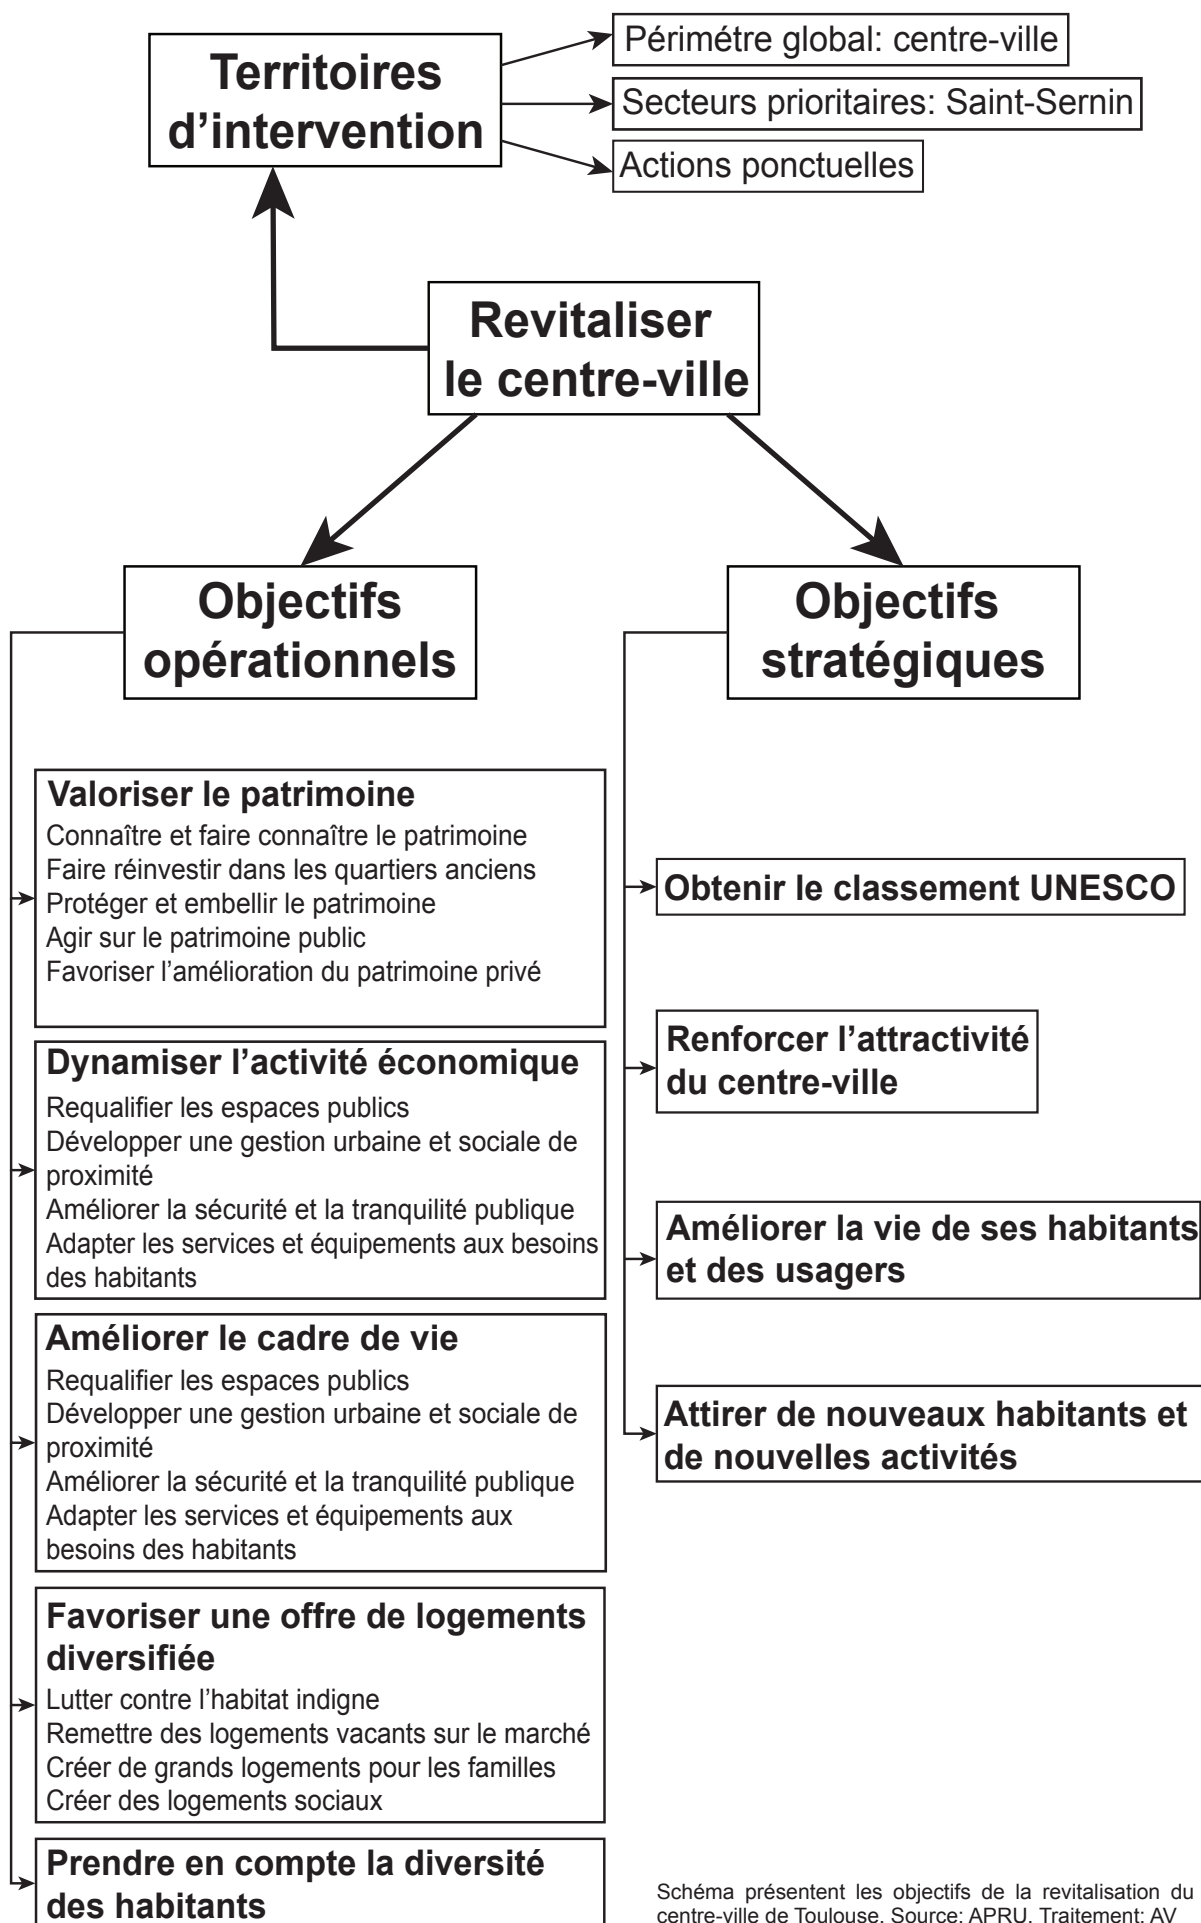 Territoires
d’intervention
Périmétre global: centre-ville
Secteurs prioritaires: Saint-Sernin
Actions ponctuelles
Revitaliser
le centre-ville
Objectifs
opérationnels
Valoriser le patrimoine
Connaître et faire connaître le patrimoine
Faire réinvestir dans les quartiers anciens
Protéger et embellir le patrimoine
Agir sur le patrimoine public
Favoriser l’amélioration du patrimoine privé
Dynamiser l’activité économique
Requalifier les espaces publics
Développer une gestion urbaine et sociale de
proximité
Améliorer la sécurité et la tranquilité publique
Adapter les services et équipements aux besoins
des habitants
Améliorer le cadre de vie
Requalifier les espaces publics
Développer une gestion urbaine et sociale de
proximité
Améliorer la sécurité et la tranquilité publique
Adapter les services et équipements aux
besoins des habitants
Favoriser une offre de logements
diversifiée
Lutter contre l’habitat indigne
Remettre des logements vacants sur le marché
Créer de grands logements pour les familles
Créer des logements sociaux
Prendre en compte la diversité
des habitants
Objectifs
stratégiques
Obtenir le classement UNESCO
Renforcer l’attractivité
du centre-ville
Améliorer la vie de ses habitants
et des usagers
Attirer de nouveaux habitants et
de nouvelles activités
Schéma présentent les objectifs de la revitalisation du
centre-ville de Toulouse. Source: APRU. Traitement: AV